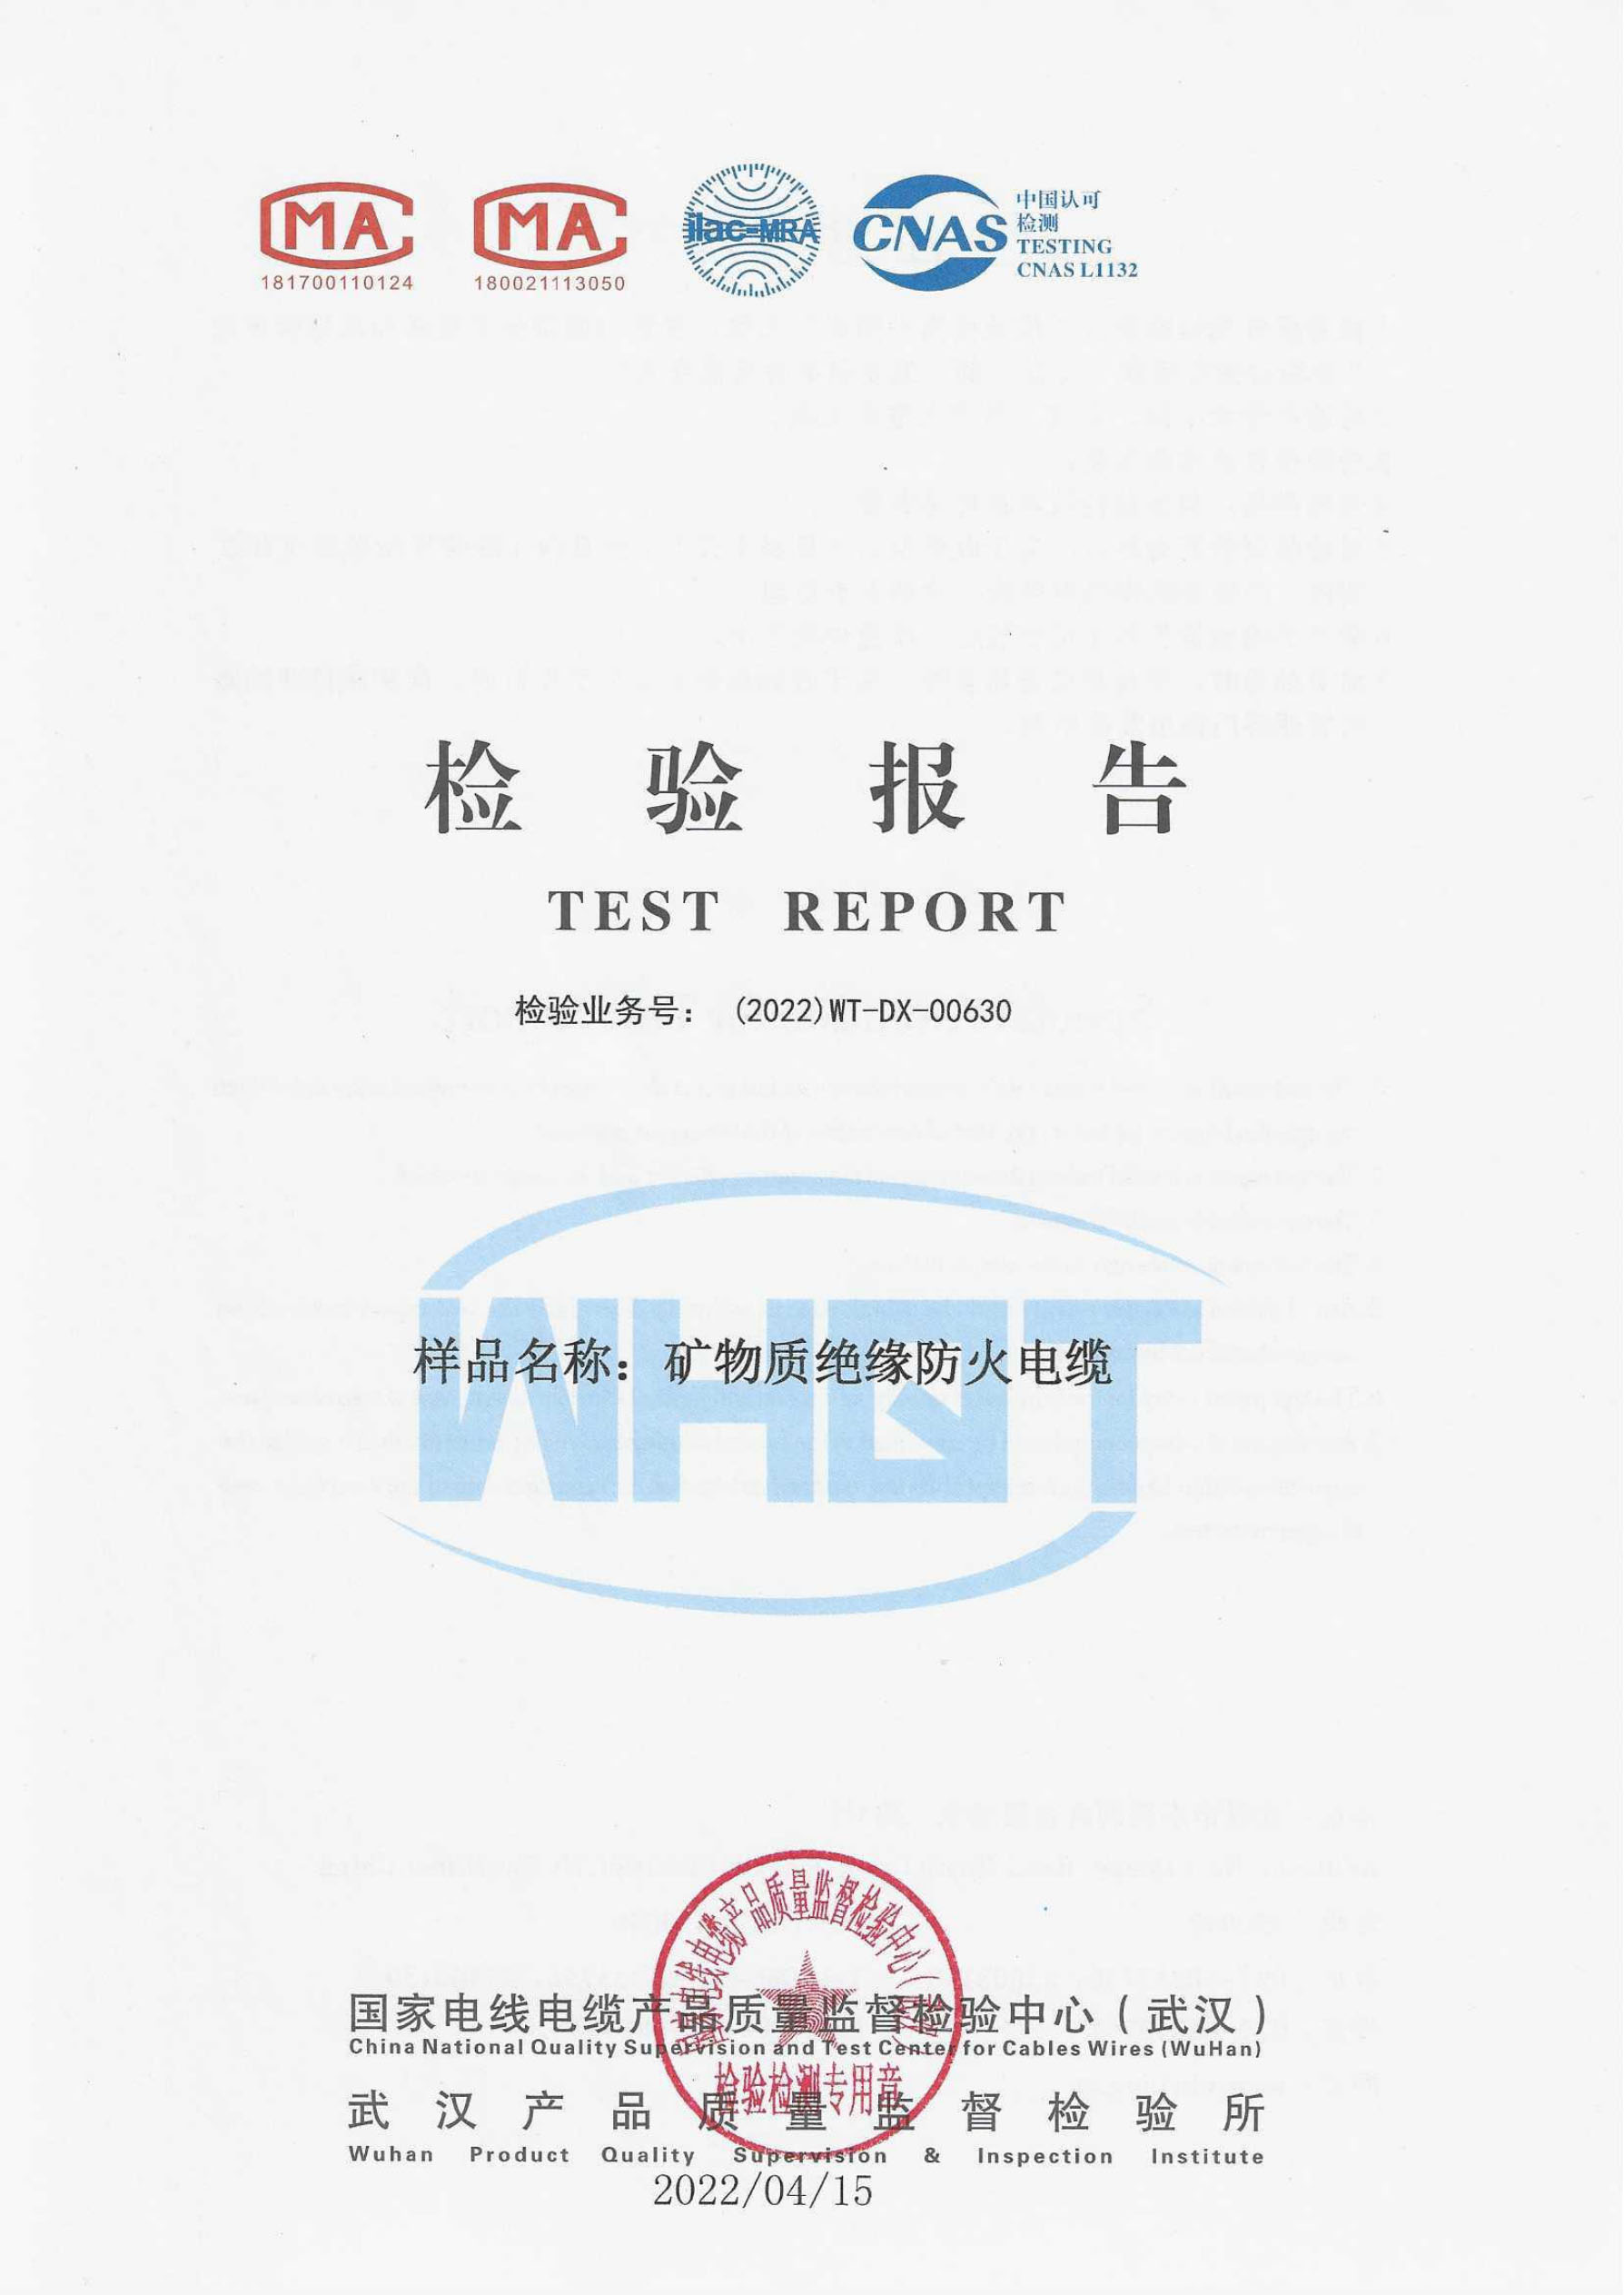 MA MA ilac-MRA CNAS 中国认可
检测
TESTING
CNAS L1132
181700110124 180021113050
检验报告
TEST REPORT
检验业务号： (2022)WT-DX-00630
WHQT
样品名称：矿物质绝缘防火电缆
国家电线电缆产品质量监督检验中心（武汉）
检验检测专用章
国家电线电缆产品质量监督检验中心（武汉）
China National Quality Supervision and Test Center for Cables Wires (WuHan)
武汉产品质量监督检验所
Wuhan Product Quality Supervision & Inspection Institute
2022/04/15